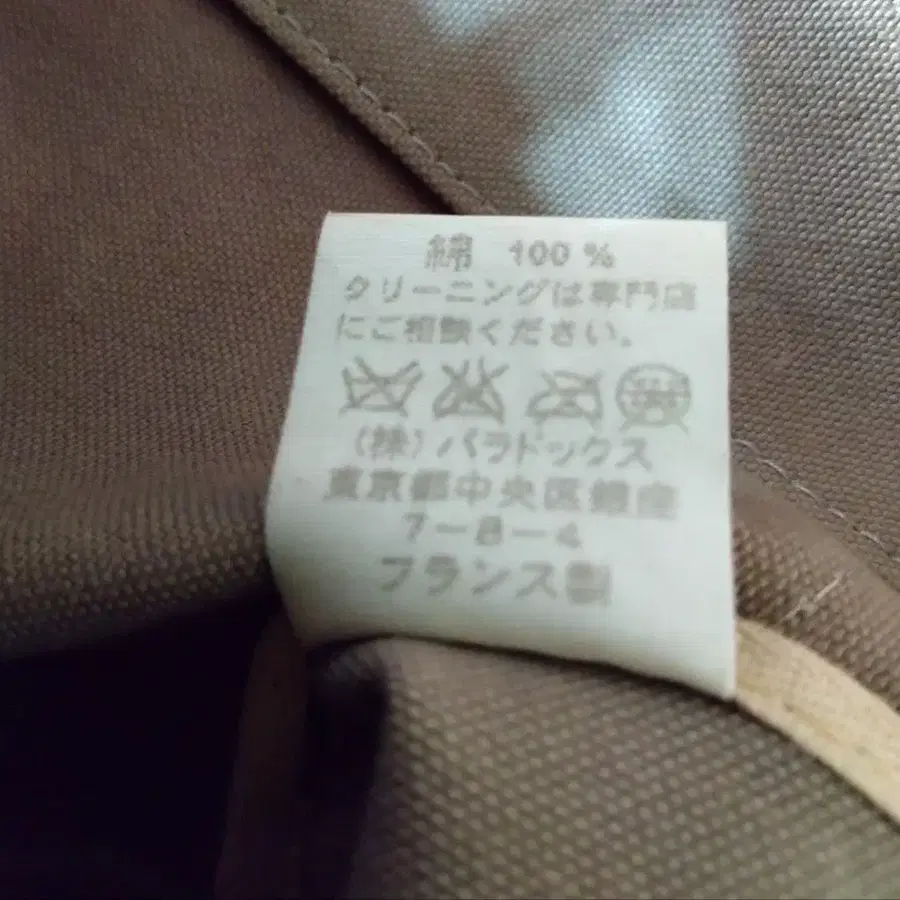 綿 100 %
クリーニングは専門店
にご相談ください。
(株)パラドックス
東京都中央区銀座
7-8-4
フランス製